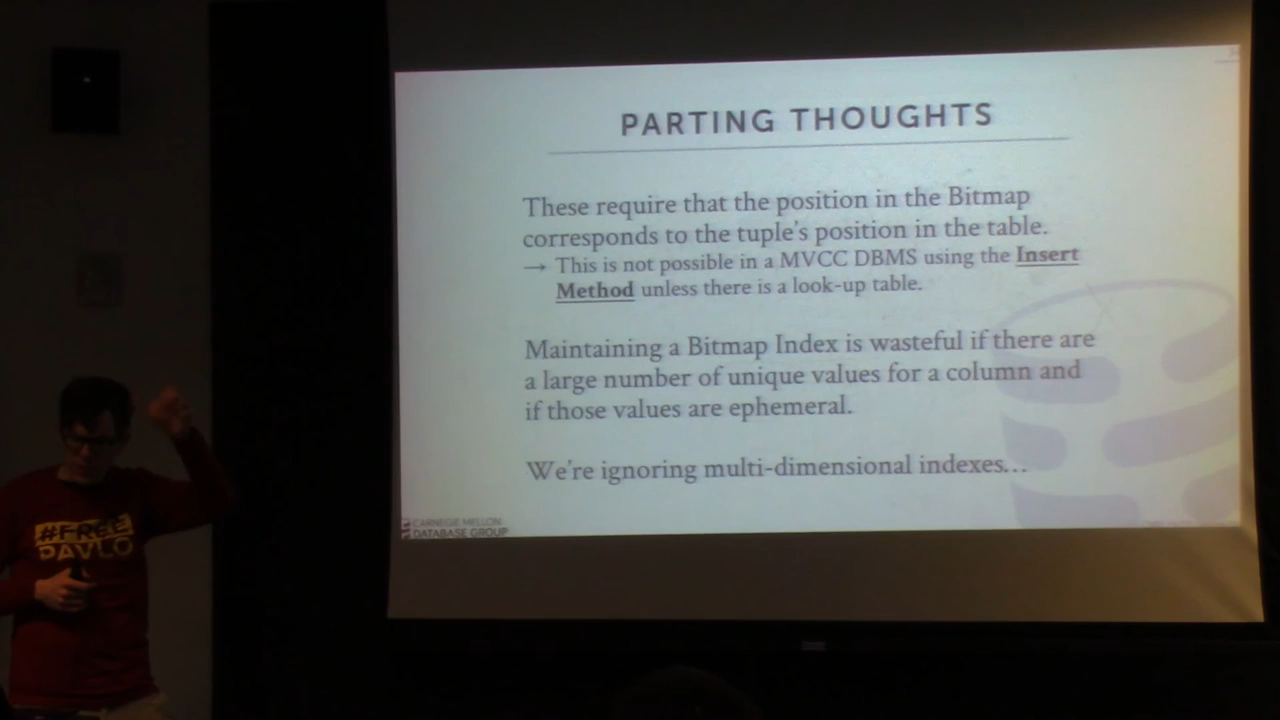 PARTING THOUGHTS
These require that the position in the Bitmap
corresponds to the tuple's position in the table.
→ This is not possible in a MVCC DBMS using the Insert
Method unless there is a look-up table.
Maintaining a Bitmap Index is wasteful if there are
a large number of unique values for a column and
if those values are ephemeral.
We're ignoring multi-dimensional indexes...
CARNEGIE MELLON
DATABASE GROUP
#FREE
PAVLO